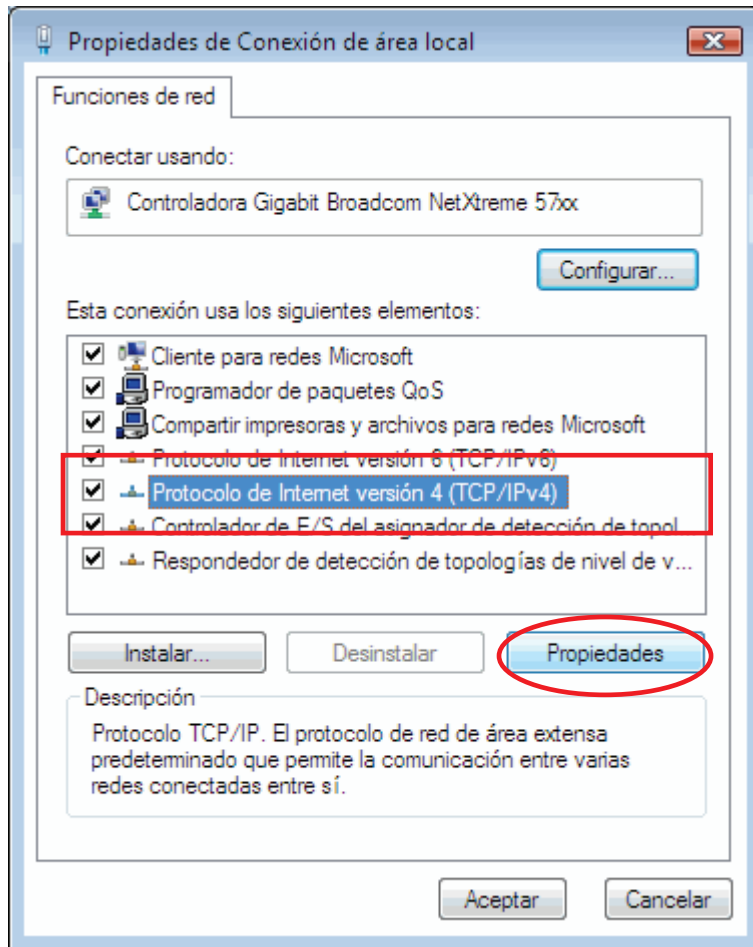 Propiedades de Conexión de área local
Funciones de red
Conectar usando:
Controladora Gigabit Broadcom NetXtreme 57xx
Configurar...
Esta conexión usa los siguientes elementos:
Cliente para redes Microsoft
Programador de paquetes QoS
Compartir impresoras y archivos para redes Microsoft
Protocolo de Internet versión 6 (TCP/IPv6)
Protocolo de Internet versión 4 (TCP/IPv4)
Controlador de E/S del asignador de detección de topol
Respondedor de detección de topologías de nivel de v...
Instalar... Desinstalar Propiedades
Descripción
Protocolo TCP/IP. El protocolo de red de área extensa
predeterminado que permite la comunicación entre varias
redes conectadas entre sí.
Aceptar Cancelar